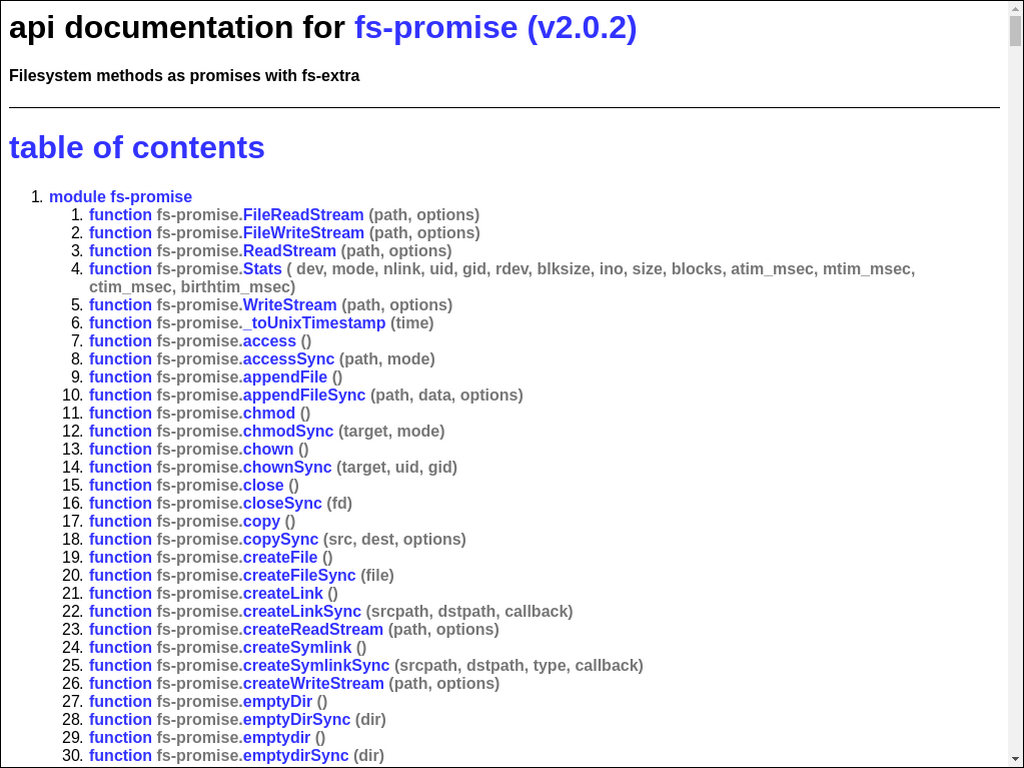 api documentation for fs-promise (v2.0.2)
Filesystem methods as promises with fs-extra
table of contents
1. module fs-promise
1. function fs-promise.FileReadStream (path, options)
2. function fs-promise.FileWriteStream (path, options)
3. function fs-promise.ReadStream (path, options)
4. function fs-promise.Stats ( dev, mode, nlink, uid, gid, rdev, blksize, ino, size, blocks, atim_msec, mtim_msec,
ctim_msec, birthtim_msec)
5. function fs-promise.WriteStream (path, options)
6. function fs-promise._toUnixTimestamp (time)
7. function fs-promise.access ()
8. function fs-promise.accessSync (path, mode)
9. function fs-promise.appendFile ()
10. function fs-promise.appendFileSync (path, data, options)
11. function fs-promise.chmod ()
12. function fs-promise.chmodSync (target, mode)
13. function fs-promise.chown ()
14. function fs-promise.chownSync (target, uid, gid)
15. function fs-promise.close ()
16. function fs-promise.closeSync (fd)
17. function fs-promise.copy ()
18. function fs-promise.copySync (src, dest, options)
19. function fs-promise.createFile ()
20. function fs-promise.createFileSync (file)
21. function fs-promise.createLink ()
22. function fs-promise.createLinkSync (srcpath, dstpath, callback)
23. function fs-promise.createReadStream (path, options)
24. function fs-promise.createSymlink ()
25. function fs-promise.createSymlinkSync (srcpath, dstpath, type, callback)
26. function fs-promise.createWriteStream (path, options)
27. function fs-promise.emptyDir ()
28. function fs-promise.emptyDirSync (dir)
29. function fs-promise.emptydir ()
30. function fs-promise.emptydirSync (dir)